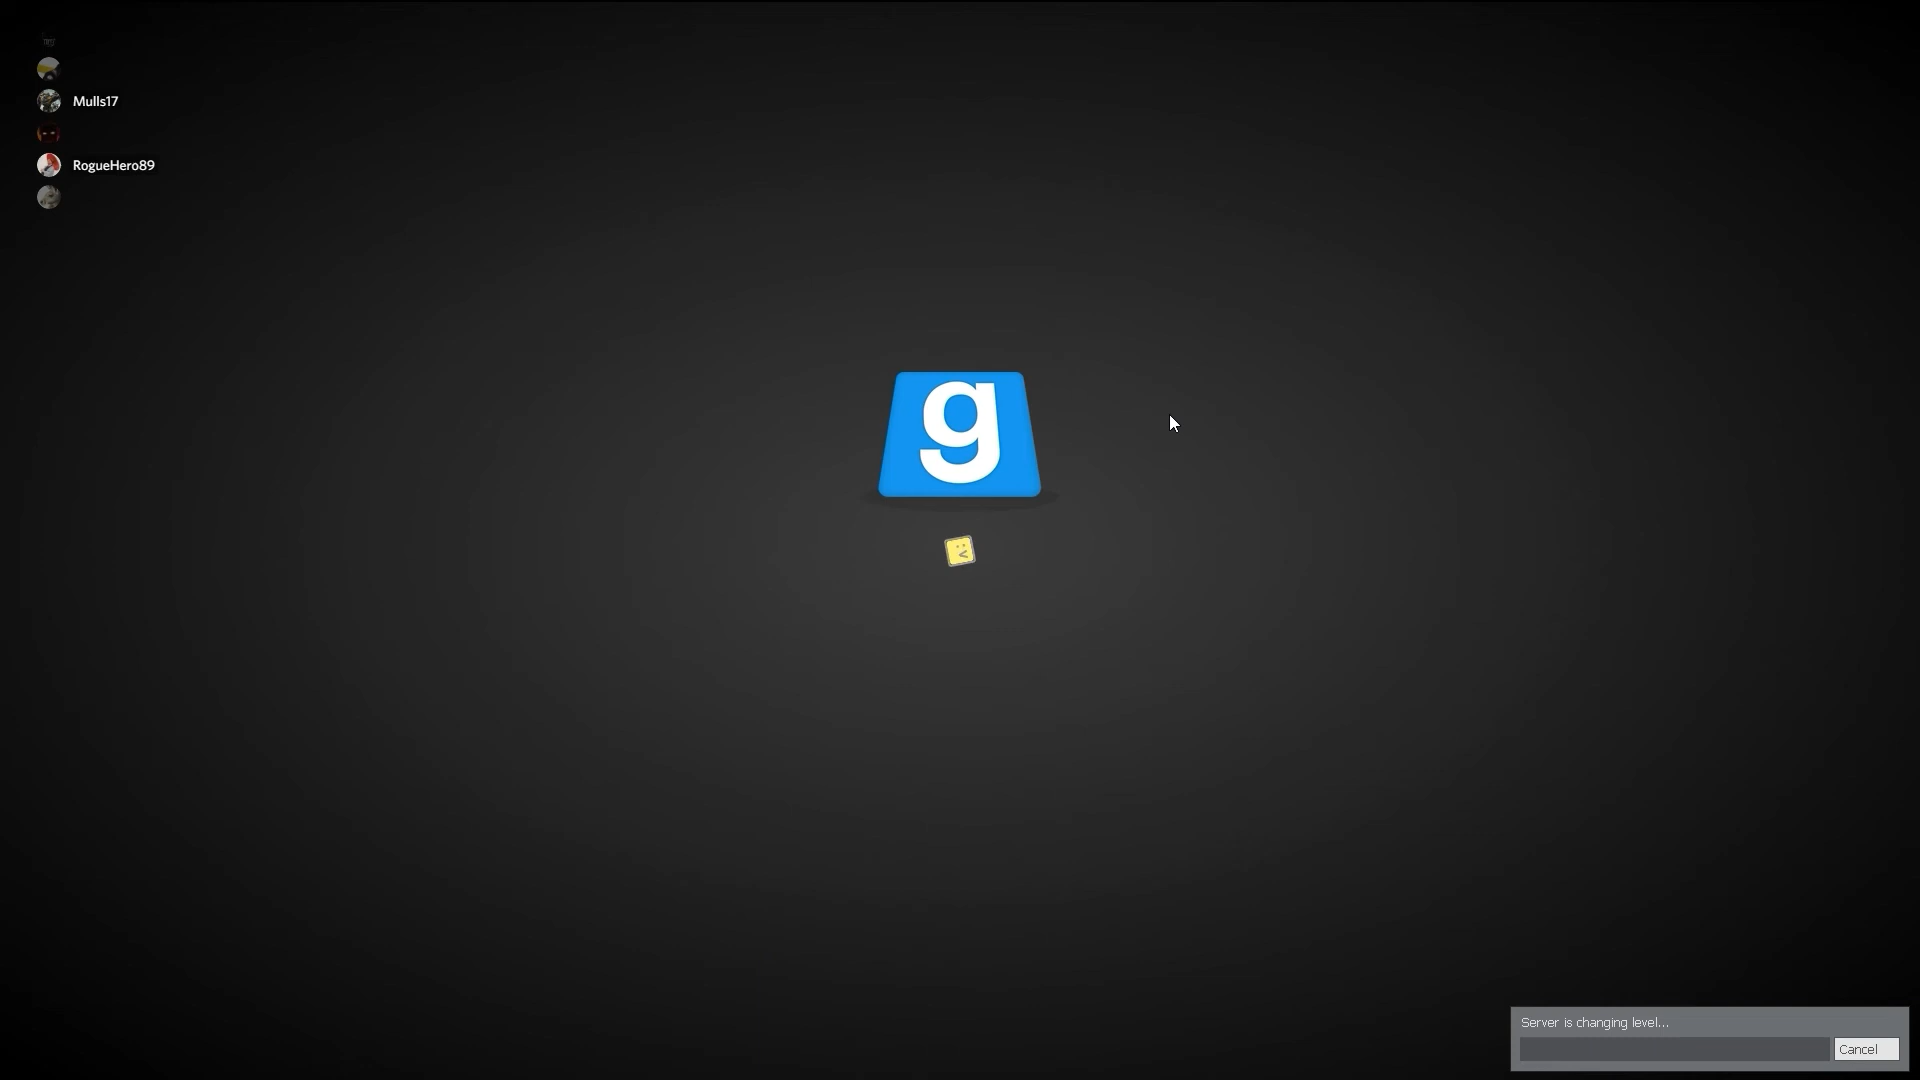 Mulls17
RogueHero89
g
Server is changing level...
Cancel